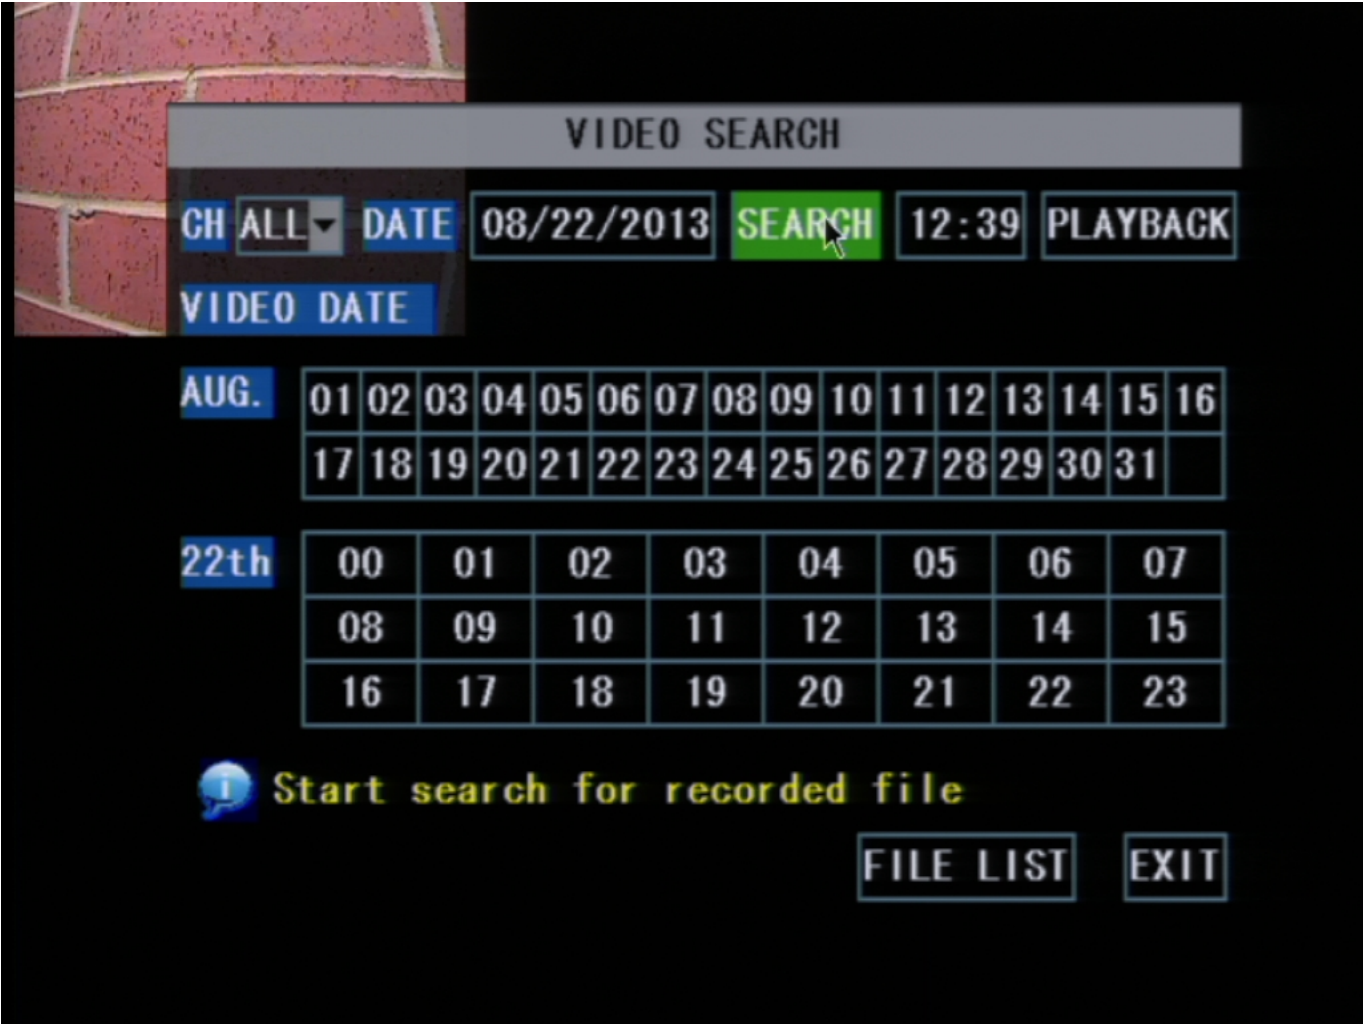 VIDEO SEARCH
CH ALL DATE 08/22/2013 SEARCH 12:39 PLAYBACK
VIDEO DATE
AUG. 01 02 03 04 05 06 07 08 09 10 11 12 13 14 15 16
17 18 19 20 21 22 23 24 25 26 27 28 29 30 31
22th 00 01 02 03 04 05 06 07
08 09 10 11 12 13 14 15
16 17 18 19 20 21 22 23
Start search for recorded file
FILE LIST EXIT